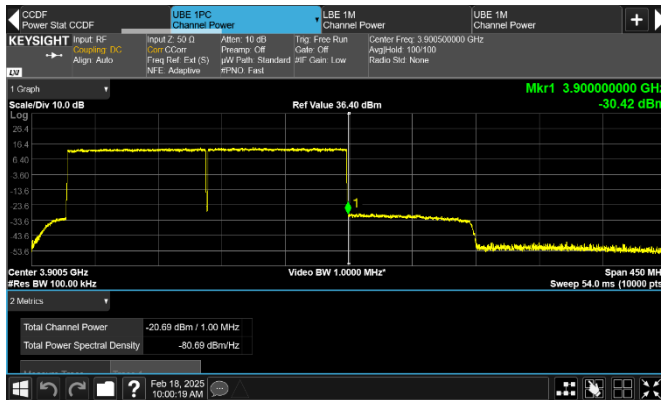 CCDF
Power Stat CCDF
UBE 1PC
Channel Power
LBE 1M
Channel Power
UBE 1M
Channel Power
KEYSIGHT
Input: RF
Coupling: DC
Align: Auto
Input Z: 50 Ω
Corr CCorr
Freq Ref: Ext (S)
NFE: Adaptive
Atten: 10 dB
Preamp: Off
µW Path: Standard
#PNO: Fast
Trig: Free Run
Gate: Off
#IF Gain: Low
Center Freq: 3.900500000 GHz
Avg|Hold: 100/100
Radio Std: None
LXI
1 Graph
Mkr1 3.900000000 GHz
Scale/Div 10.0 dB
Ref Value 36.40 dBm
-30.42 dBm
Log
26.4
16.4
6.40
-3.60
-13.6
-23.6
-33.6
-43.6
-53.6
1
Center 3.9005 GHz
Video BW 1.0000 MHz*
Span 450 MH
#Res BW 100.00 kHz
Sweep 54.0 ms (10000 pts
2 Metrics
Total Channel Power
-20.69 dBm / 1.00 MHz
Total Power Spectral Density
-80.69 dBm/Hz
Feb 18, 2025
10:00:19 AM